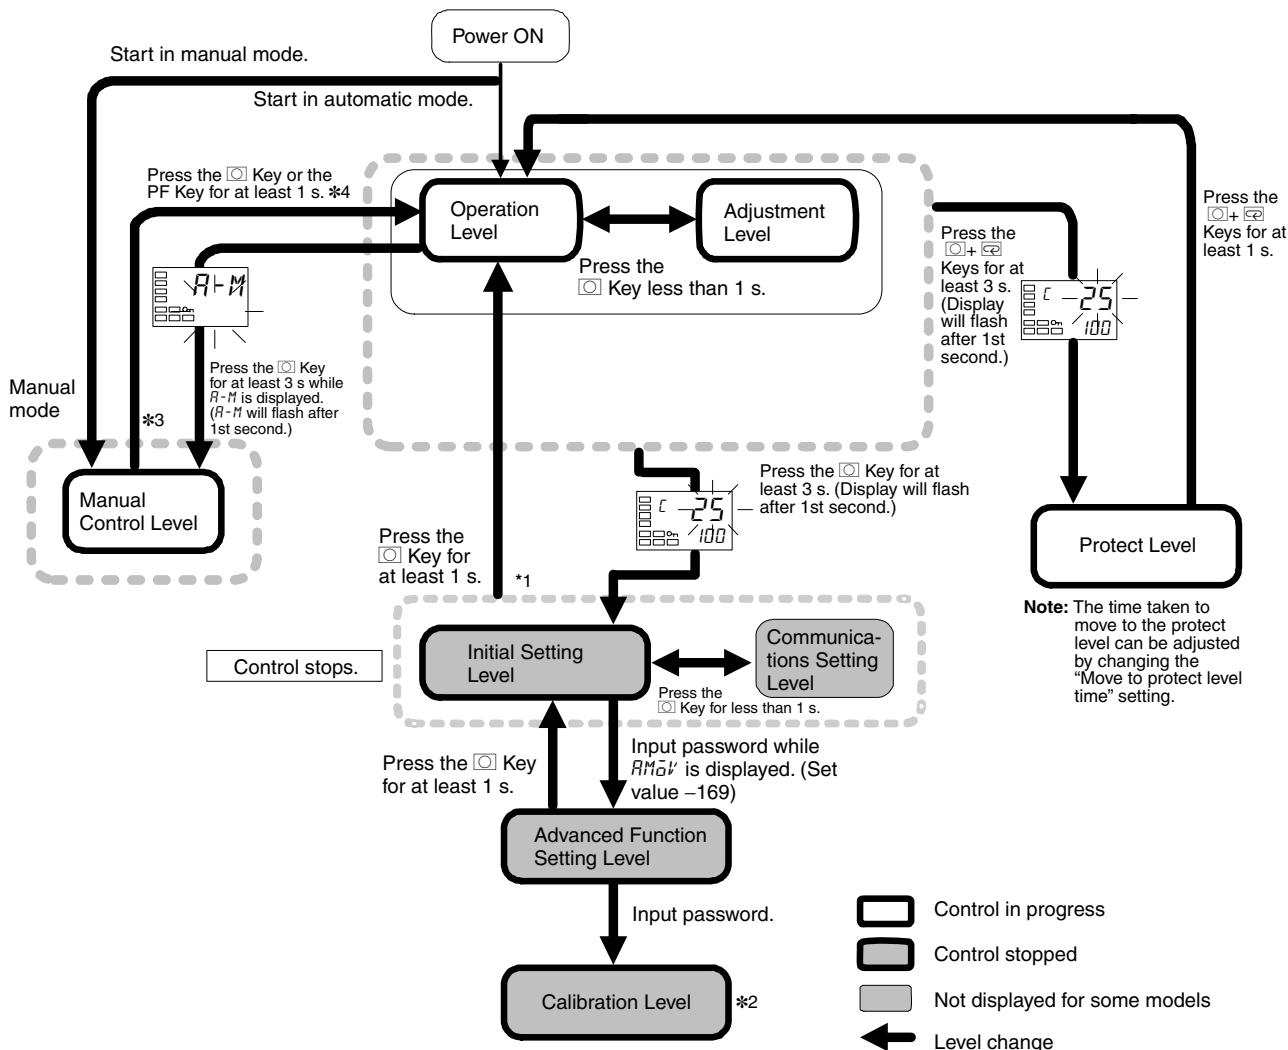 Power ON
Start in manual mode.
Start in automatic mode.
Press the Key or the
PF Key for at least 1 s. *4
Operation
Level
Adjustment
Level
Press the
Key less than 1 s.
Press the
+
Keys for at
least 3 s.
(Display
will flash
after 1st
second.)
Press the
+
Keys for at
least 1 s.
A-M
C 25
100
Press the Key
for at least 3 s while
A-M is displayed.
(A-M will flash after
1st second.)
Manual
mode
*3
Manual
Control Level
Press the Key for at
least 3 s. (Display will flash
after 1st second.)
C 25
100
Press the
Key for
at least 1 s.
*1
Protect Level
Note: The time taken to
move to the protect
level can be adjusted
by changing the
“Move to protect level
time” setting.
Control stops.
Initial Setting
Level
Communica-
tions Setting
Level
Press the
Key for less than 1 s.
Press the Key
for at least 1 s.
Input password while
AMOV is displayed. (Set
value −169)
Advanced Function
Setting Level
Input password.
Calibration Level
*2
Control in progress
Control stopped
Not displayed for some models
Level change